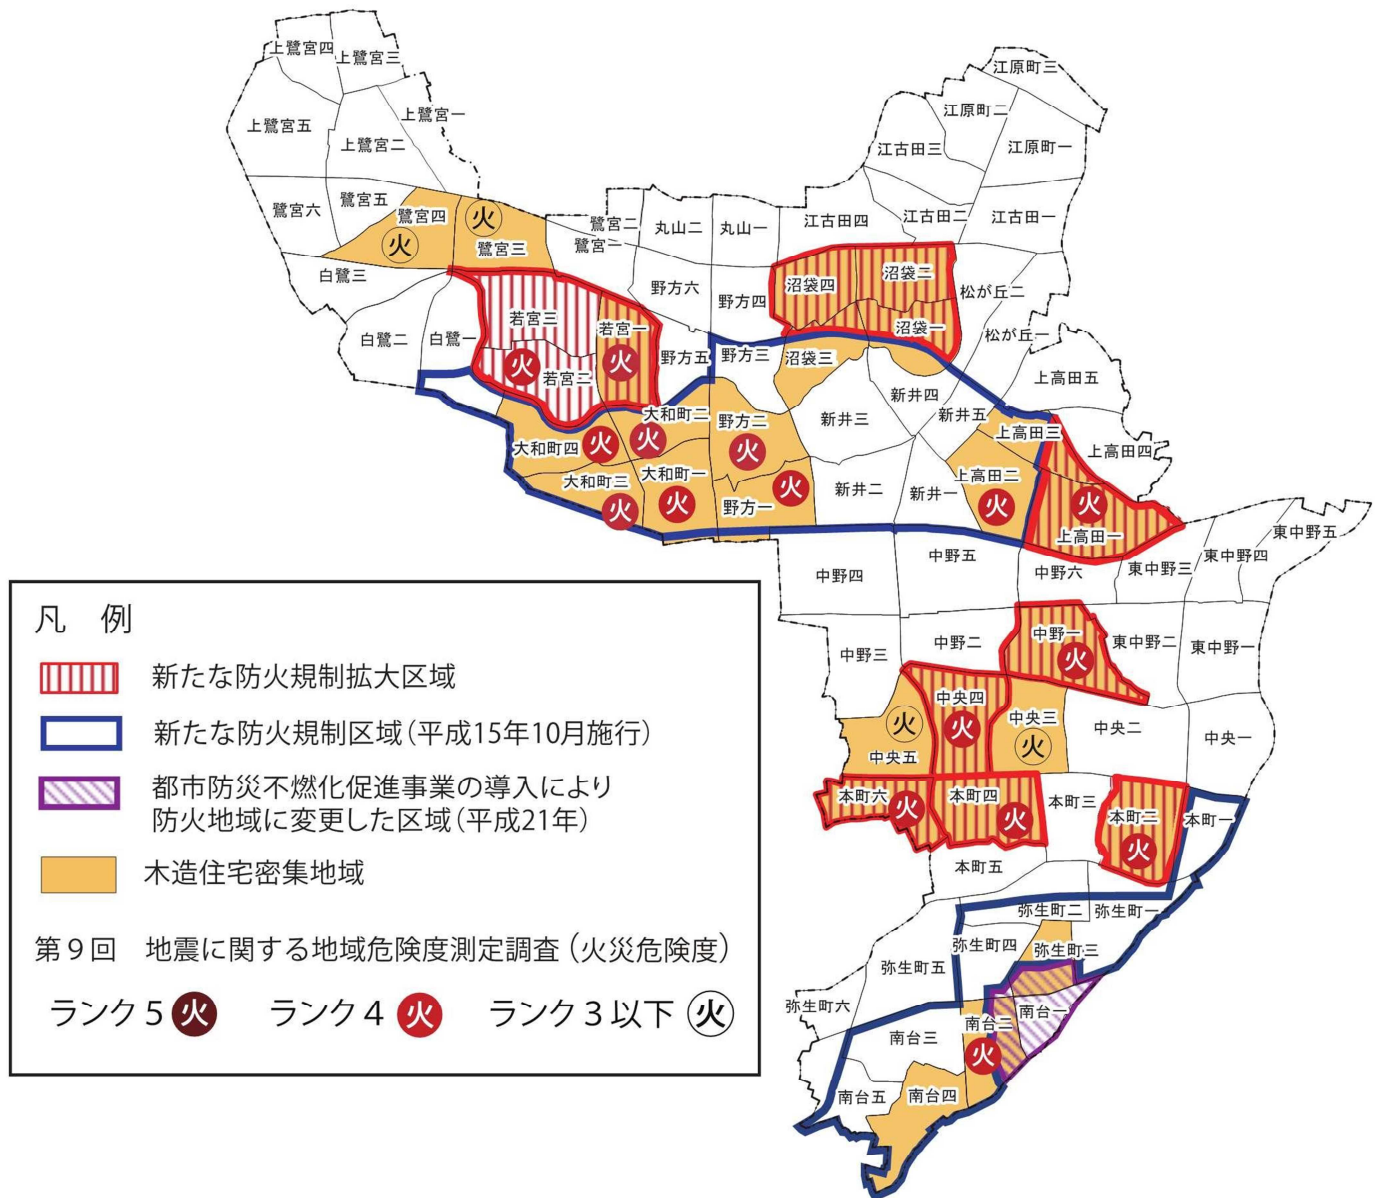 上鷺宮四
上鷺宮三
上鷺宮五
上鷺宮二
上鷺宮一
江原町三
江原町二
江古田三
江原町一
鷺宮六
鷺宮五
鷺宮四
火
火
鷺宮三
鷺宮二
鷺宮一
丸山二
丸山一
江古田四
江古田二
江古田一
白鷺三
野方六
野方四
沼袋四
沼袋二
松が丘二
白鷺二
白鷺一
若宮三
若宮一
火
若宮二
火
野方五
野方三
沼袋三
沼袋一
松が丘一
上高田五
大和町二
火
野方二
火
新井三
新井四
新井五
上高田三
上高田四
大和町四
火
大和町三
火
大和町一
火
野方一
火
新井二
新井一
上高田二
火
火
上高田一
中野四
中野五
中野六
東中野三
東中野四
東中野五
中野三
中野二
中野一
火
東中野二
東中野一
火
中央五
中央四
火
中央三
火
中央二
中央一
本町六
火
本町四
火
本町三
本町二
火
本町一
本町五
弥生町二
弥生町一
弥生町五
弥生町四
弥生町三
弥生町六
南台三
南台二
火
南台一
南台五
南台四
凡 例
新たな防火規制拡大区域
新たな防火規制区域(平成15年10月施行)
都市防災不燃化促進事業の導入により
防火地域に変更した区域(平成21年)
木造住宅密集地域
第9回 地震に関する地域危険度測定調査(火災危険度)
ランク5 火 ランク4 火 ランク3以下 火